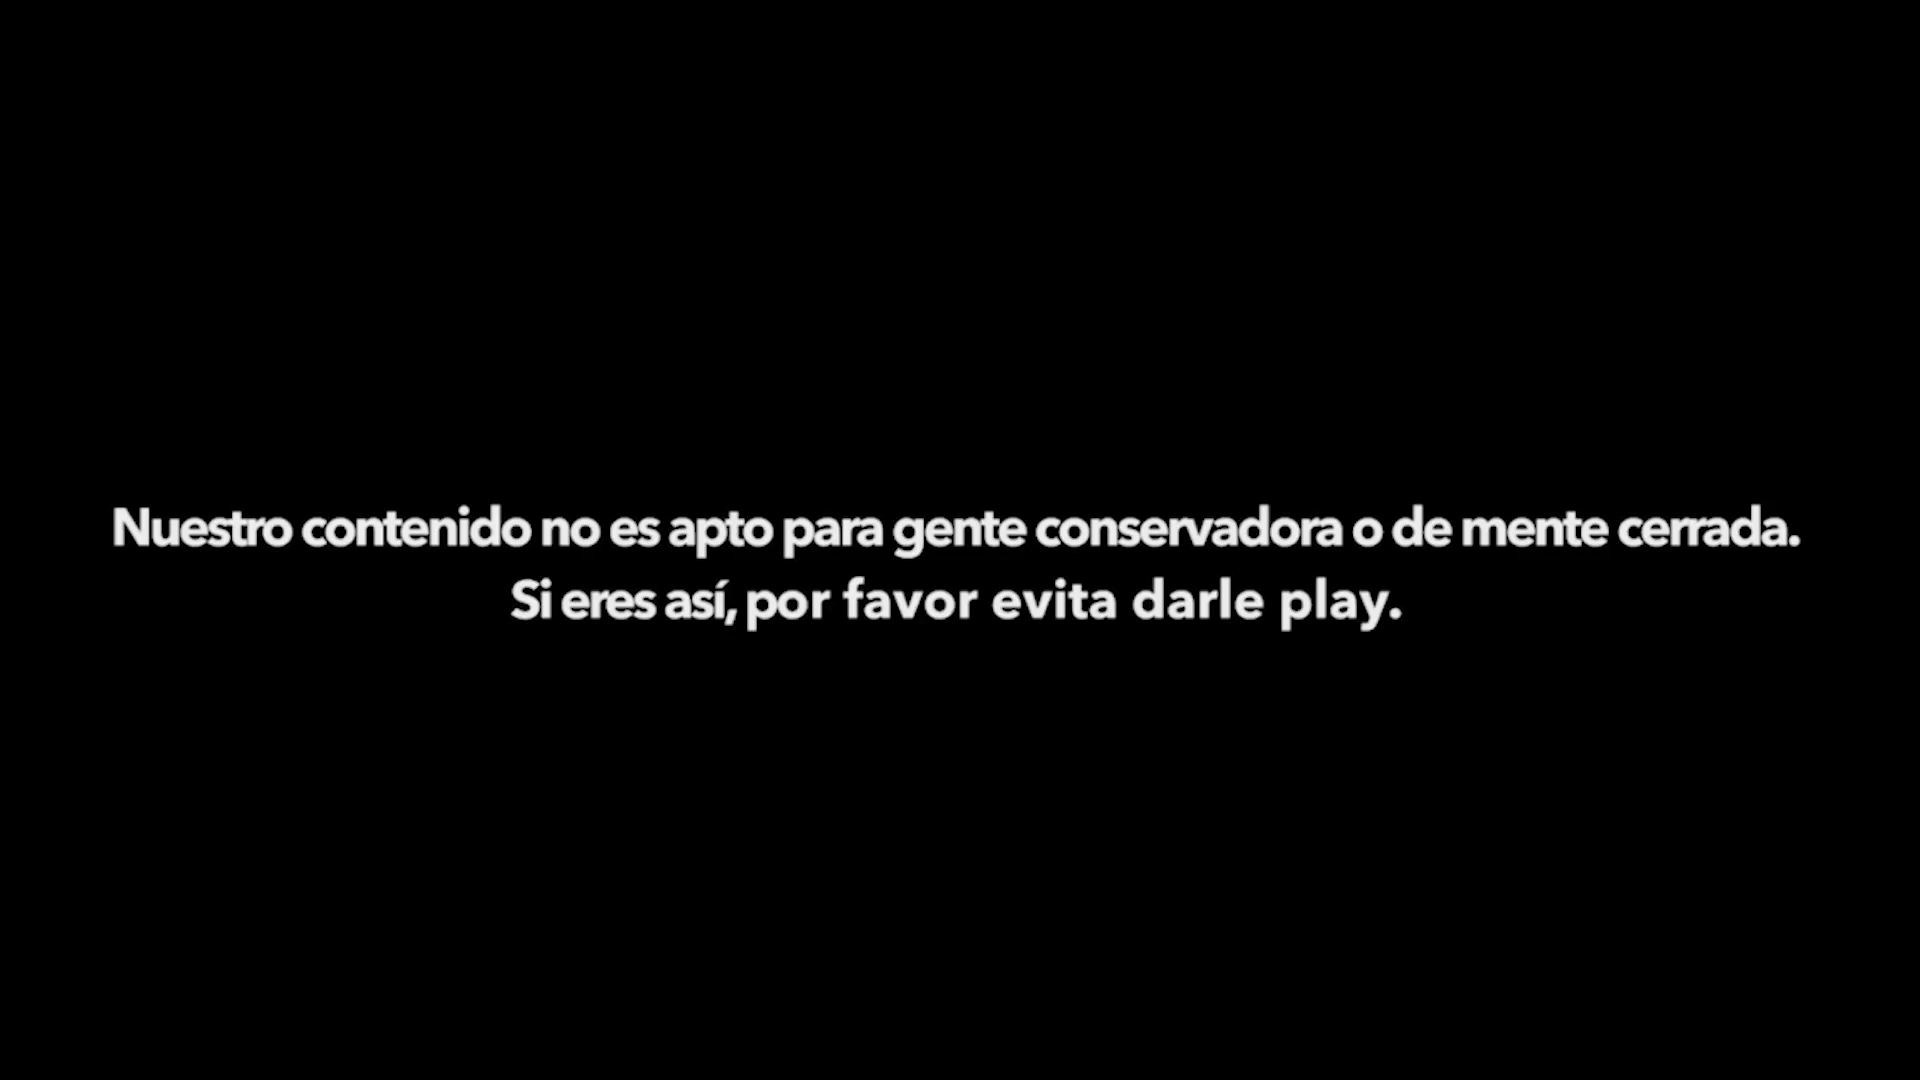 Nuestro contenido no es apto para gente conservadora o de mente cerrada.
Si eres así, por favor evita darle play.